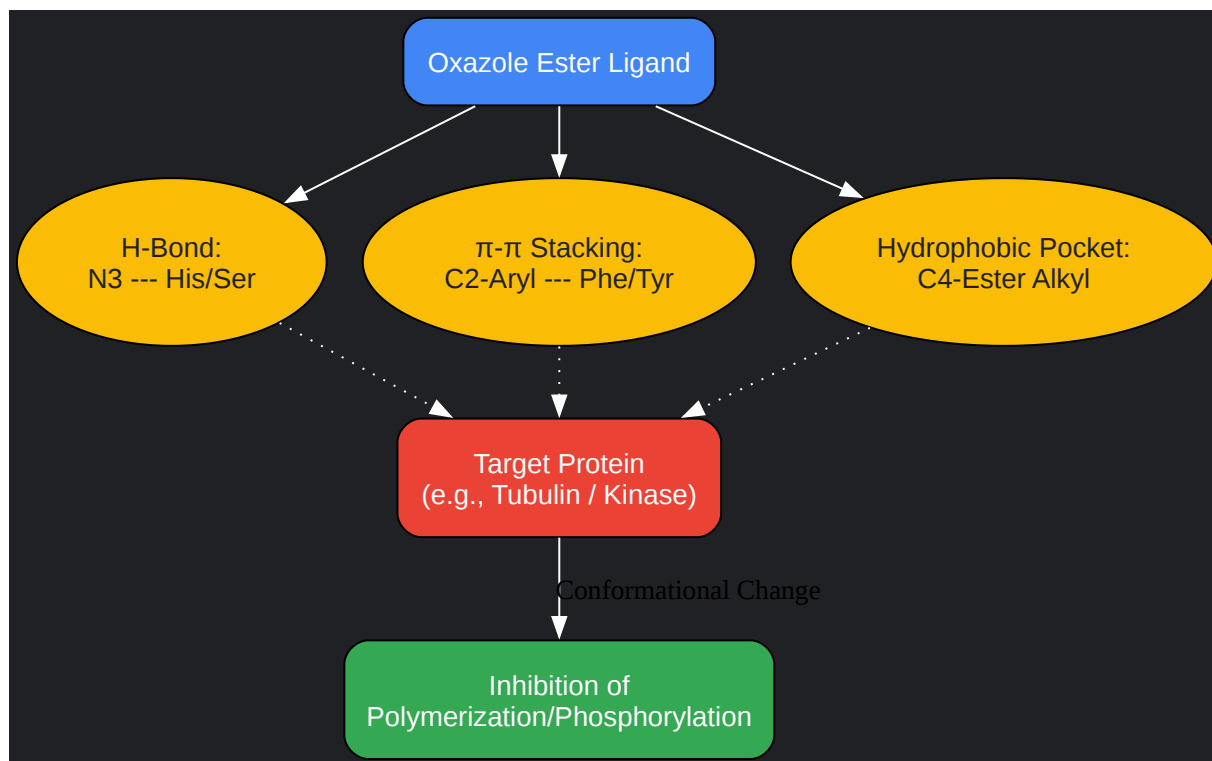 Oxazole Ester Ligand
H-Bond:
N3 --- His/Ser
π-π Stacking:
C2-Aryl --- Phe/Tyr
Hydrophobic Pocket:
C4-Ester Alkyl
Target Protein
(e.g., Tubulin / Kinase)
Conformational Change
Inhibition of
Polymerization/Phosphorylation